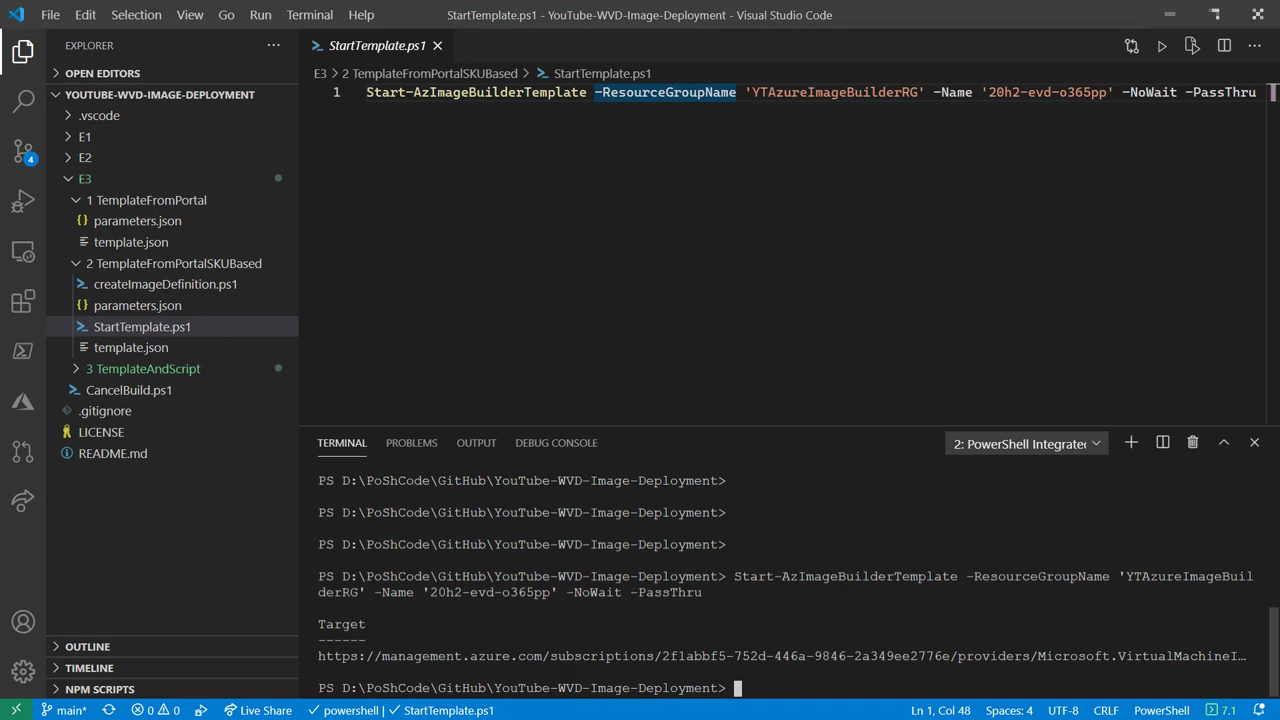 File Edit Selection View Go Run Terminal Help
StartTemplate.ps1 - YouTube-WVD-Image-Deployment - Visual Studio Code
EXPLORER
OPEN EDITORS
YOUTUBE-WVD-IMAGE-DEPLOYMENT
.vscode
E1
E2
E3
1 TemplateFromPortal
parameters.json
template.json
2 TemplateFromPortalSKUBased
createImageDefinition.ps1
parameters.json
StartTemplate.ps1
template.json
3 TemplateAndScript
CancelBuild.ps1
.gitignore
LICENSE
README.md
OUTLINE
TIMELINE
NPM SCRIPTS
4
StartTemplate.ps1
E3 > 2 TemplateFromPortalSKUBased > StartTemplate.ps1
1 Start-AzImageBuilderTemplate -ResourceGroupName 'YTAzureImageBuilderRG' -Name '20h2-evd-o365pp' -NoWait -PassThru
TERMINAL PROBLEMS OUTPUT DEBUG CONSOLE
2: PowerShell Integrated
PS D:\PoShCode\GitHub\YouTube-WVD-Image-Deployment>
PS D:\PoShCode\GitHub\YouTube-WVD-Image-Deployment>
PS D:\PoShCode\GitHub\YouTube-WVD-Image-Deployment>
PS D:\PoShCode\GitHub\YouTube-WVD-Image-Deployment> Start-AzImageBuilderTemplate -ResourceGroupName 'YTAzureImageBuil
derRG' -Name '20h2-evd-o365pp' -NoWait -PassThru
Target
------
https://management.azure.com/subscriptions/2f1abbf5-752d-446a-9846-2a349ee2776e/providers/Microsoft.VirtualMachineI…
PS D:\PoShCode\GitHub\YouTube-WVD-Image-Deployment>
main* 0 0 Live Share powershell | StartTemplate.ps1
Ln 1, Col 48 Spaces: 4 UTF-8 CRLF PowerShell 7.1